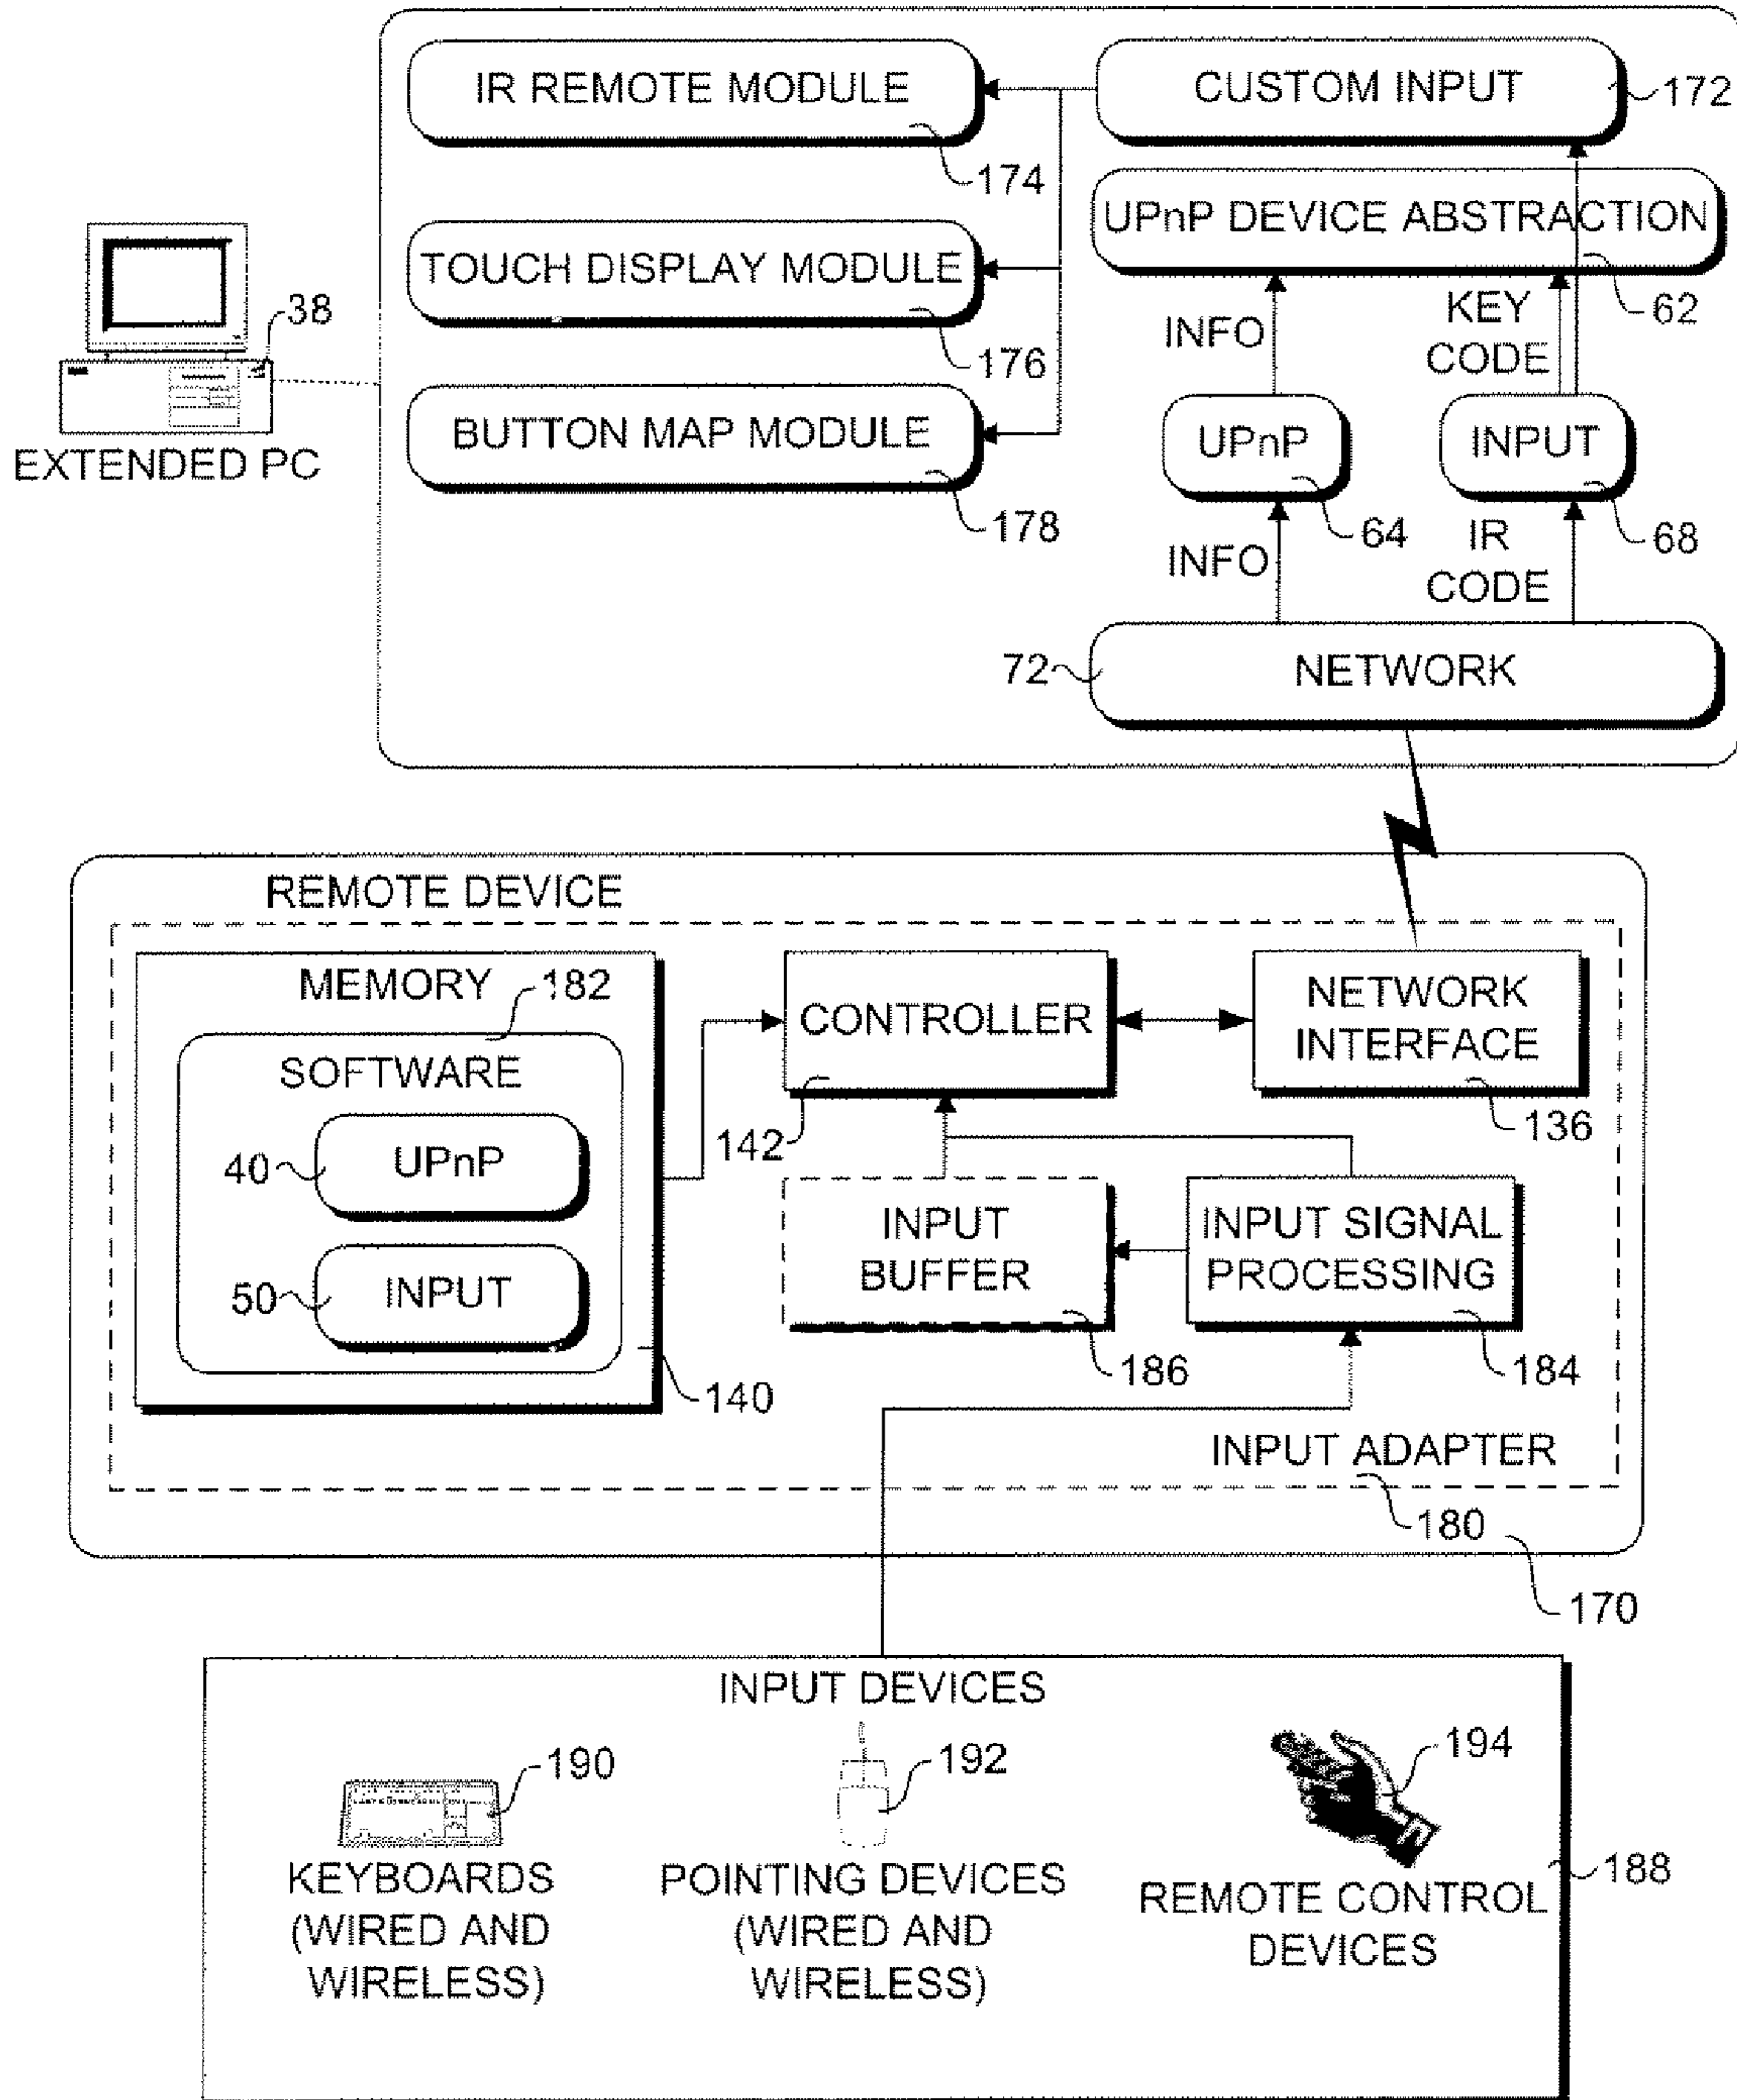 IR REMOTE MODULE
174
CUSTOM INPUT
172
UPnP DEVICE ABSTRACTION
62
TOUCH DISPLAY MODULE
176
38
EXTENDED PC
BUTTON MAP MODULE
178
INFO
KEY
CODE
UPnP
64
INPUT
68
INFO
IR
CODE
72
NETWORK
REMOTE DEVICE
MEMORY
182
SOFTWARE
40
UPnP
50
INPUT
140
CONTROLLER
142
NETWORK
INTERFACE
136
INPUT
BUFFER
186
INPUT SIGNAL
PROCESSING
184
INPUT ADAPTER
180
170
INPUT DEVICES
190
KEYBOARDS
(WIRED AND
WIRELESS)
192
POINTING DEVICES
(WIRED AND
WIRELESS)
194
REMOTE CONTROL
DEVICES
188